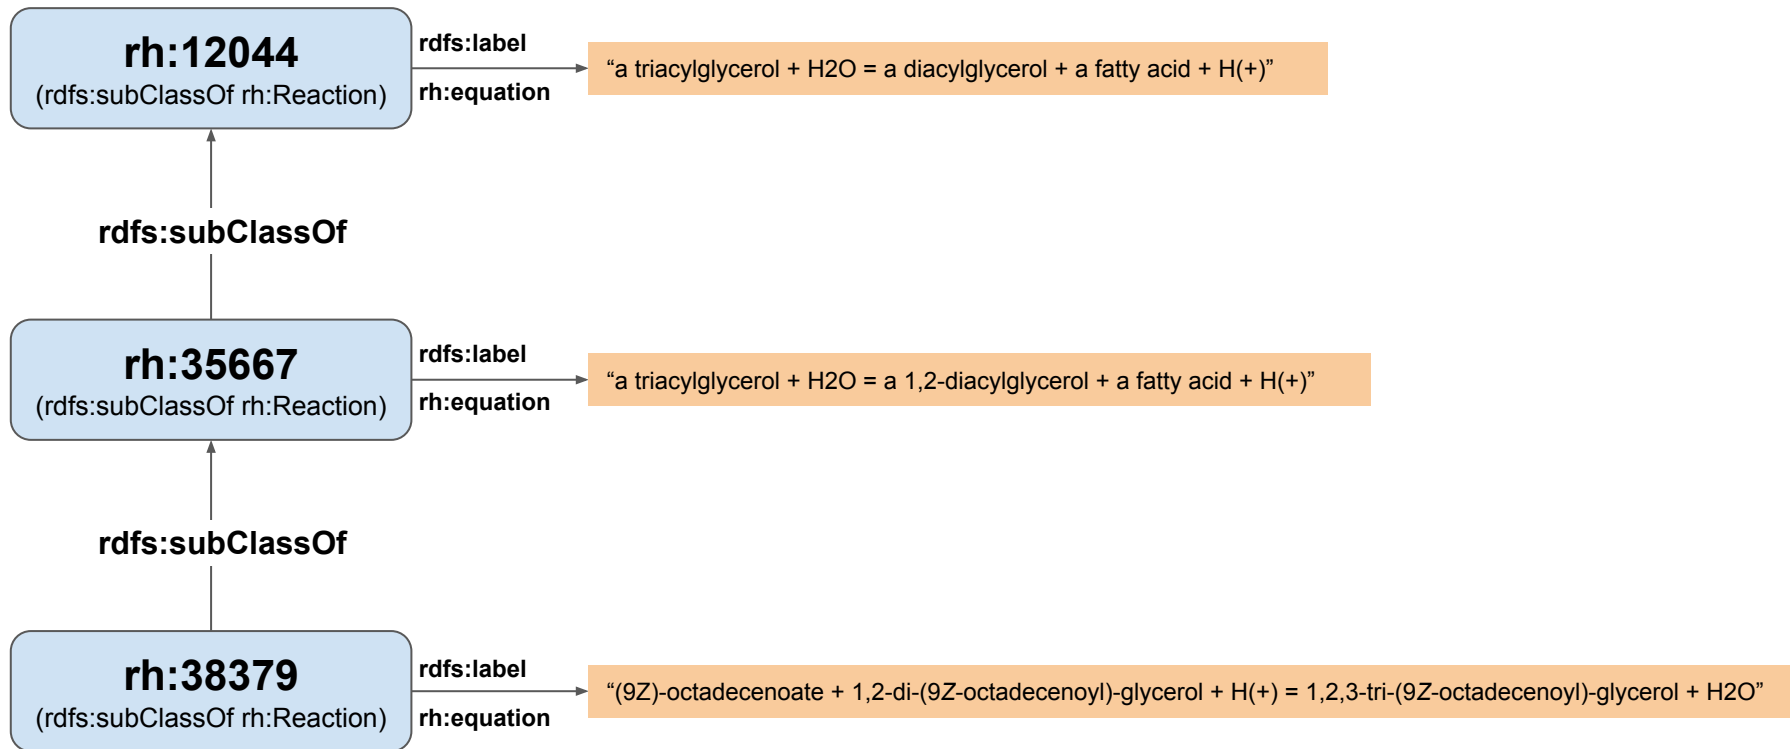 rh:12044
(rdfs:subClassOf rh:Reaction)
rdfs:label
rh:equation
“a triacylglycerol + H2O = a diacylglycerol + a fatty acid + H(+)”
rdfs:subClassOf
rh:35667
(rdfs:subClassOf rh:Reaction)
rdfs:label
rh:equation
“a triacylglycerol + H2O = a 1,2-diacylglycerol + a fatty acid + H(+)”
rdfs:subClassOf
rh:38379
(rdfs:subClassOf rh:Reaction)
rdfs:label
rh:equation
“(9Z)-octadecenoate + 1,2-di-(9Z-octadecenoyl)-glycerol + H(+) = 1,2,3-tri-(9Z-octadecenoyl)-glycerol + H2O”